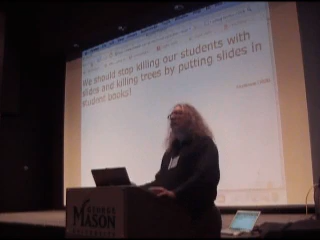 We should stop killing our students with
slides and killing trees by putting slides in
student books!
GEORGE
MASON
UNIVERSITY